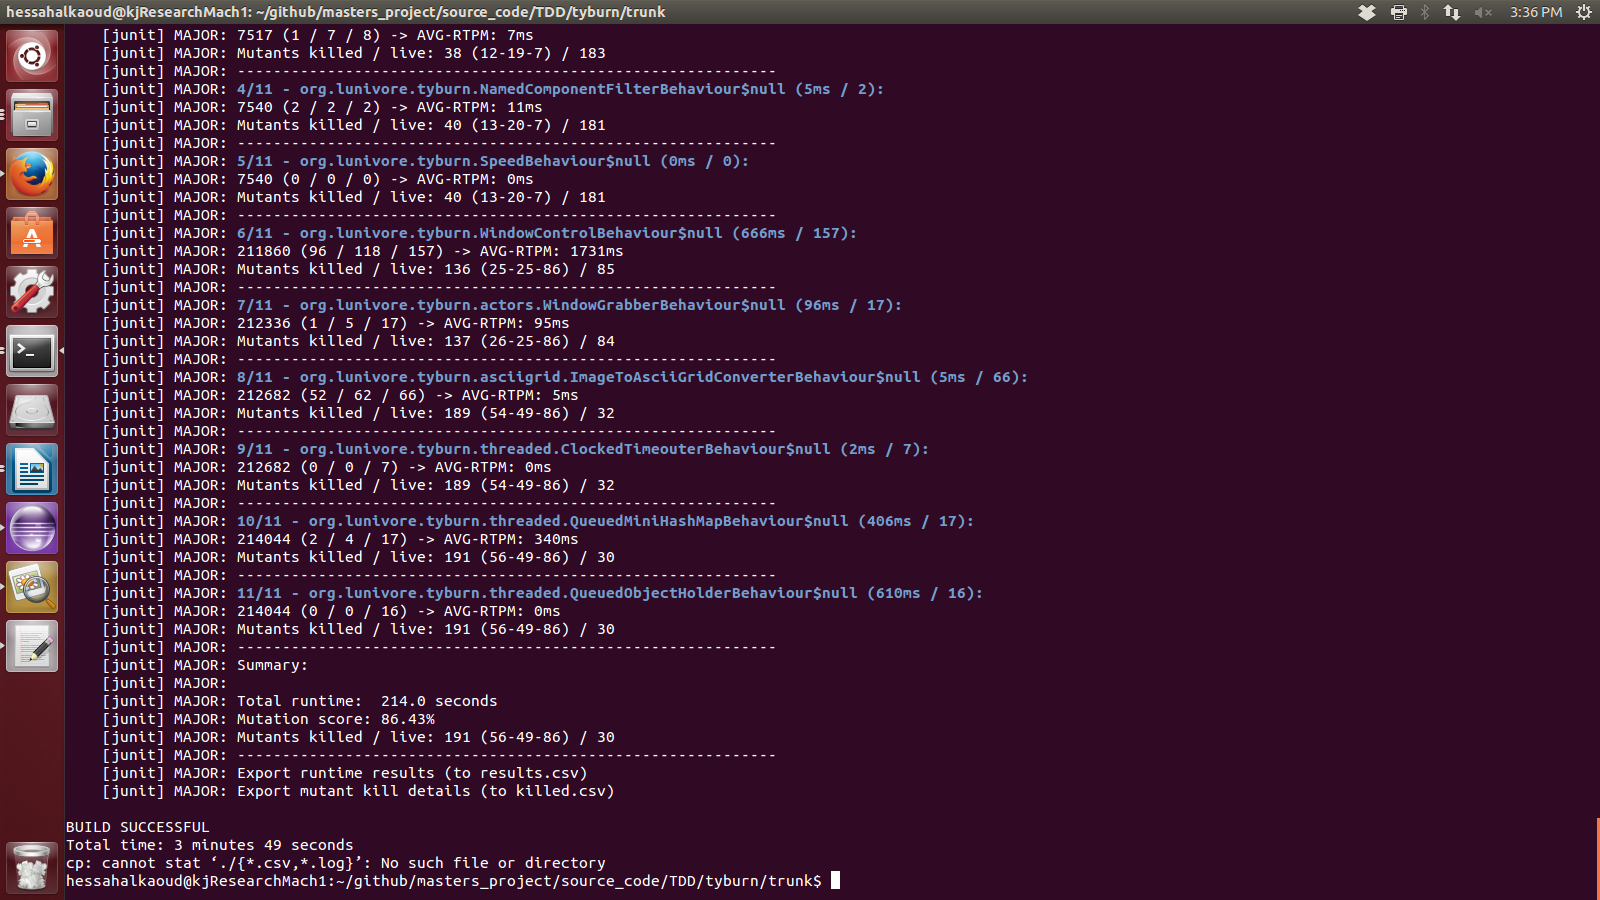 hessahalkaoud@kjResearchMach1: ~/github/masters_project/source_code/TDD/tyburn/trunk
3:36 PM
[junit] MAJOR: 7517 (1 / 7 / 8) -> AVG-RTPM: 7ms
[junit] MAJOR: Mutants killed / live: 38 (12-19-7) / 183
[junit] MAJOR: ------------------------------------------------------------
[junit] MAJOR: 4/11 - org.lunivore.tyburn.NamedComponentFilterBehaviour$null (5ms / 2):
[junit] MAJOR: 7540 (2 / 2 / 2) -> AVG-RTPM: 11ms
[junit] MAJOR: Mutants killed / live: 40 (13-20-7) / 181
[junit] MAJOR: ------------------------------------------------------------
[junit] MAJOR: 5/11 - org.lunivore.tyburn.SpeedBehaviour$null (0ms / 0):
[junit] MAJOR: 7540 (0 / 0 / 0) -> AVG-RTPM: 0ms
[junit] MAJOR: Mutants killed / live: 40 (13-20-7) / 181
[junit] MAJOR: ------------------------------------------------------------
[junit] MAJOR: 6/11 - org.lunivore.tyburn.WindowControlBehaviour$null (666ms / 157):
[junit] MAJOR: 211860 (96 / 118 / 157) -> AVG-RTPM: 1731ms
[junit] MAJOR: Mutants killed / live: 136 (25-25-86) / 85
[junit] MAJOR: ------------------------------------------------------------
[junit] MAJOR: 7/11 - org.lunivore.tyburn.actors.WindowGrabberBehaviour$null (96ms / 17):
[junit] MAJOR: 212336 (1 / 5 / 17) -> AVG-RTPM: 95ms
[junit] MAJOR: Mutants killed / live: 137 (26-25-86) / 84
[junit] MAJOR: ------------------------------------------------------------
[junit] MAJOR: 8/11 - org.lunivore.tyburn.asciigrid.ImageToAsciiGridConverterBehaviour$null (5ms / 66):
[junit] MAJOR: 212682 (52 / 62 / 66) -> AVG-RTPM: 5ms
[junit] MAJOR: Mutants killed / live: 189 (54-49-86) / 32
[junit] MAJOR: ------------------------------------------------------------
[junit] MAJOR: 9/11 - org.lunivore.tyburn.threaded.ClockedTimeouterBehaviour$null (2ms / 7):
[junit] MAJOR: 212682 (0 / 0 / 7) -> AVG-RTPM: 0ms
[junit] MAJOR: Mutants killed / live: 189 (54-49-86) / 32
[junit] MAJOR: ------------------------------------------------------------
[junit] MAJOR: 10/11 - org.lunivore.tyburn.threaded.QueuedMiniHashMapBehaviour$null (406ms / 17):
[junit] MAJOR: 214044 (2 / 4 / 17) -> AVG-RTPM: 340ms
[junit] MAJOR: Mutants killed / live: 191 (56-49-86) / 30
[junit] MAJOR: ------------------------------------------------------------
[junit] MAJOR: 11/11 - org.lunivore.tyburn.threaded.QueuedObjectHolderBehaviour$null (610ms / 16):
[junit] MAJOR: 214044 (0 / 0 / 16) -> AVG-RTPM: 0ms
[junit] MAJOR: Mutants killed / live: 191 (56-49-86) / 30
[junit] MAJOR: ------------------------------------------------------------
[junit] MAJOR: Summary:
[junit] MAJOR:
[junit] MAJOR: Total runtime:  214.0 seconds
[junit] MAJOR: Mutation score: 86.43%
[junit] MAJOR: Mutants killed / live: 191 (56-49-86) / 30
[junit] MAJOR: ------------------------------------------------------------
[junit] MAJOR: Export runtime results (to results.csv)
[junit] MAJOR: Export mutant kill details (to killed.csv)
BUILD SUCCESSFUL
Total time: 3 minutes 49 seconds
cp: cannot stat ‘./{*.csv,*.log}’: No such file or directory
hessahalkaoud@kjResearchMach1:~/github/masters_project/source_code/TDD/tyburn/trunk$